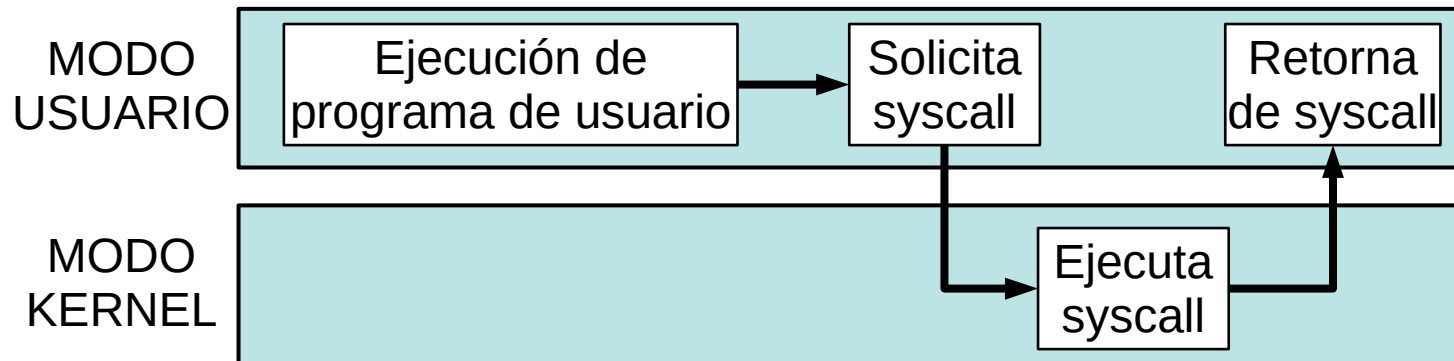 MODO
USUARIO
Ejecución de
programa de usuario
Solicita
syscall
Retorna
de syscall
MODO
KERNEL
Ejecuta
syscall